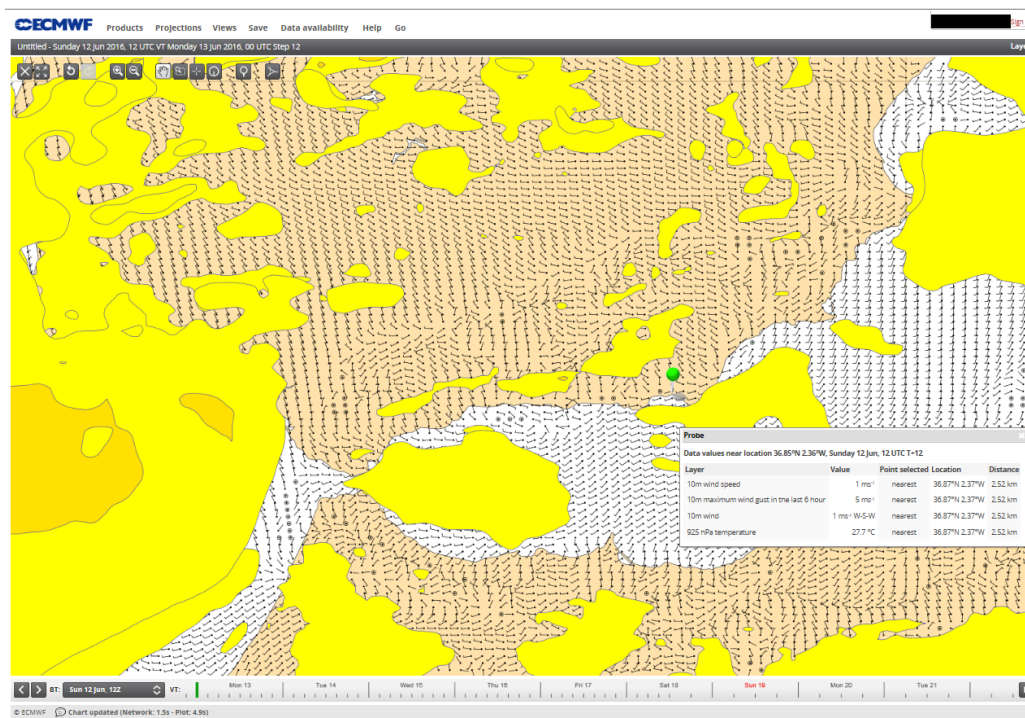 ECMWF Products Projections Views Save Data availability Help Go Sign
Untitled - Sunday 12 Jun 2016, 12 UTC VT Monday 13 Jun 2016, 00 UTC Step 12 Laye
Probe
Data values near location 36.85°N 2.36°W, Sunday 12 Jun, 12 UTC T+12
Layer Value Point selected Location Distance
10m wind speed 1 ms⁻¹ nearest 36.87°N 2.37°W 2.52 km
10m maximum wind gust in the last 6 hour 5 ms⁻¹ nearest 36.87°N 2.37°W 2.52 km
10m wind 1 ms⁻¹ W-S-W nearest 36.87°N 2.37°W 2.52 km
925 hPa temperature 27.7 °C nearest 36.87°N 2.37°W 2.52 km
BT: Sun 12 Jun, 12Z VT: Mon 13 Tue 14 Wed 15 Thu 16 Fri 17 Sat 18 Sun 19 Mon 20 Tue 21
© ECMWF Chart updated (Network: 1.5s - Plot: 4.9s)